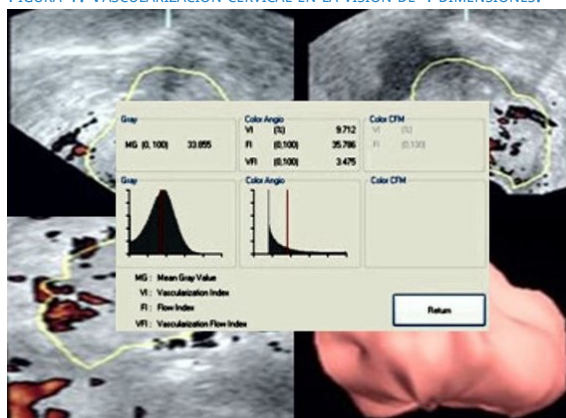 FIGURA 4. VASCULARIZACIÓN CERVICAL EN LA VISIÓN DE 4 DIMENSIONES.
Gray
MG (0, 100) 33.855
Color Angio
VI (%) 9.712
FI (0,100) 35.786
VFI (0,100) 3.475
Color CFM
VI (%)
FI (0,100)
Gray
Color Angio
Color CFM
MG : Mean Gray Value
VI : Vascularization Index
FI : Flow Index
VFI : Vascularization Flow Index
Return